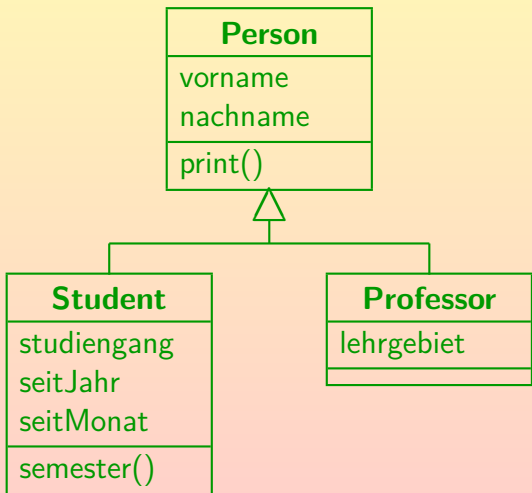 Person
vorname
nachname
print()
Student
studiengang
seitJahr
seitMonat
semester()
Professor
lehrgebiet